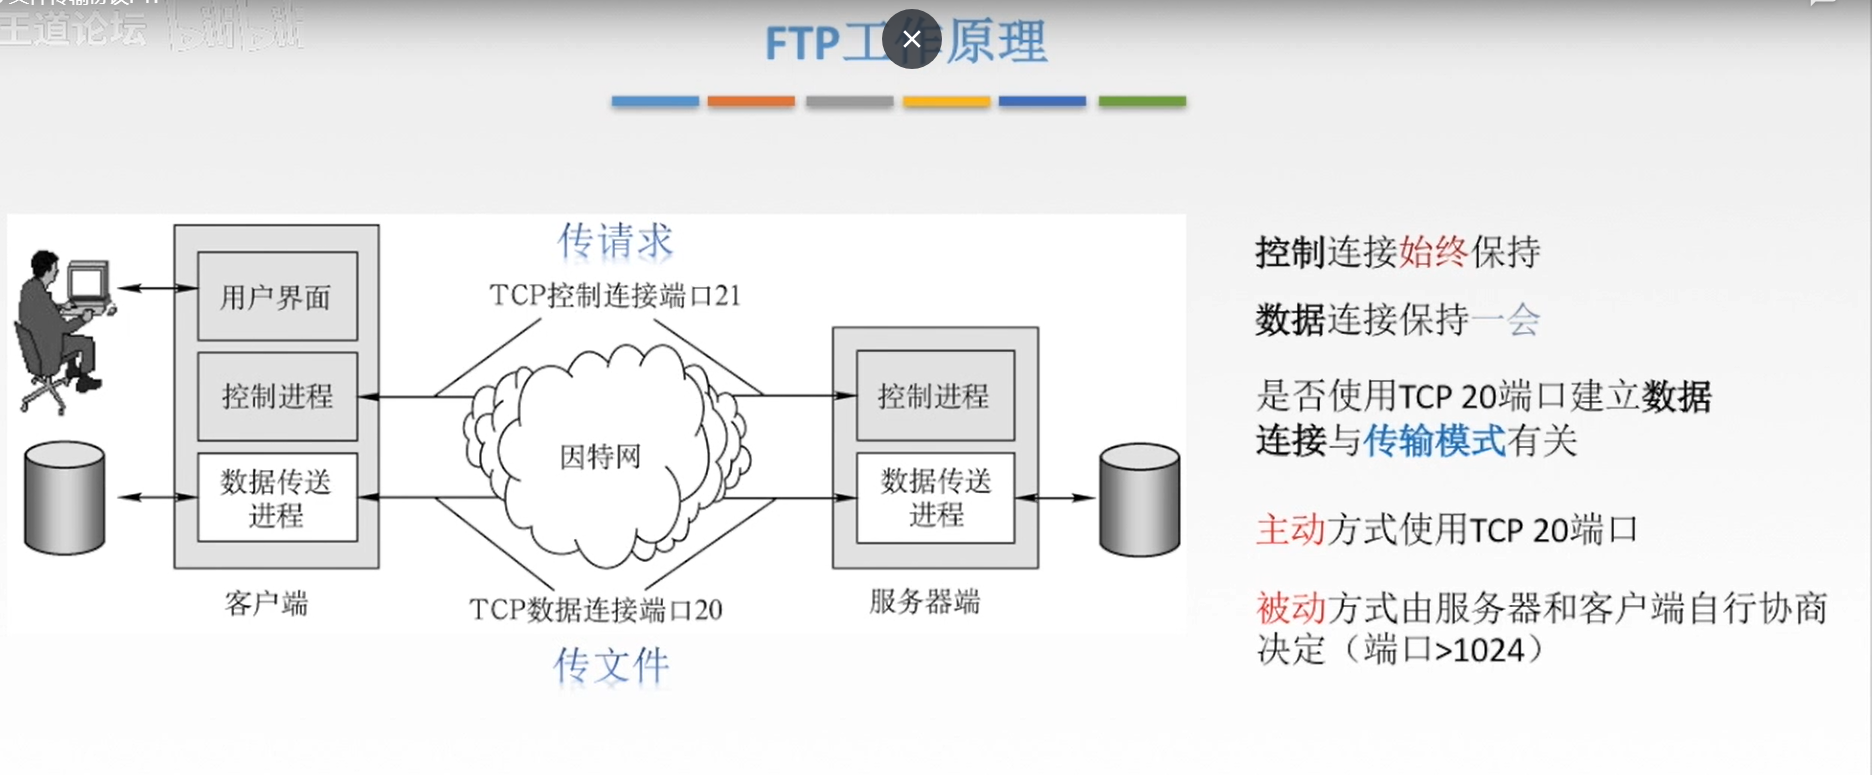 王道论坛
bilibili
FTP工作原理
传请求
TCP控制连接端口21
用户界面
控制进程
数据传送
进程
客户端
因特网
控制进程
数据传送
进程
服务器端
TCP数据连接端口20
传文件
控制连接始终保持
数据连接保持一会
是否使用TCP 20端口建立数据
连接与传输模式有关
主动方式使用TCP 20端口
被动方式由服务器和客户端自行协商
决定（端口>1024）